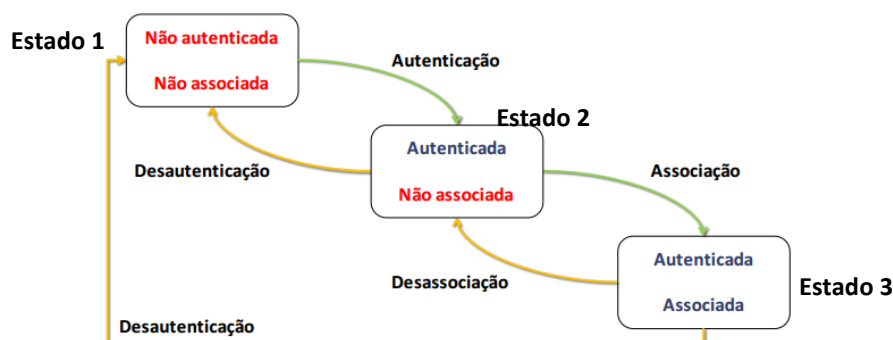 Estado 1
Não autenticada
Não associada
Autenticação
Estado 2
Autenticada
Não associada
Desautenticação
Associação
Autenticada
Associada
Desassociação
Estado 3
Desautenticação